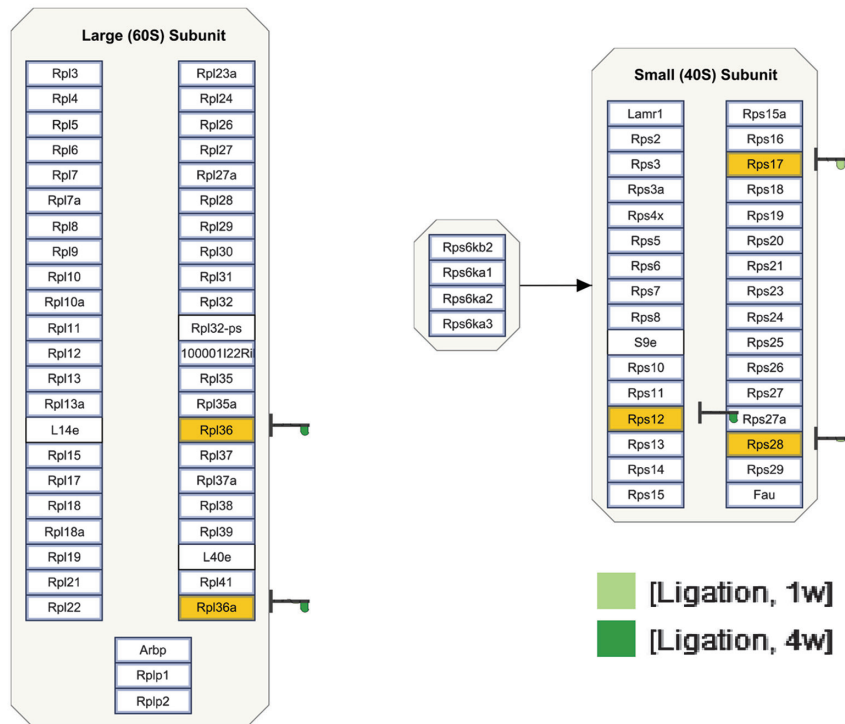 Large (60S) Subunit
Rpl3
Rpl4
Rpl5
Rpl6
Rpl7
Rpl7a
Rpl8
Rpl9
Rpl10
Rpl10a
Rpl11
Rpl12
Rpl13
Rpl13a
L14e
Rpl15
Rpl17
Rpl18
Rpl18a
Rpl19
Rpl21
Rpl22
Rpl23a
Rpl24
Rpl26
Rpl27
Rpl27a
Rpl28
Rpl29
Rpl30
Rpl31
Rpl32
Rpl32-ps
100001I22Ril
Rpl35
Rpl35a
Rpl36
Rpl37
Rpl37a
Rpl38
Rpl39
L40e
Rpl41
Rpl36a
Arbp
Rplp1
Rplp2
Rps6kb2
Rps6ka1
Rps6ka2
Rps6ka3
Small (40S) Subunit
Lamr1
Rps2
Rps3
Rps3a
Rps4x
Rps5
Rps6
Rps7
Rps8
S9e
Rps10
Rps11
Rps12
Rps13
Rps14
Rps15
Rps15a
Rps16
Rps17
Rps18
Rps19
Rps20
Rps21
Rps23
Rps24
Rps25
Rps26
Rps27
Rps27a
Rps28
Rps29
Fau
[Ligation, 1w]
[Ligation, 4w]